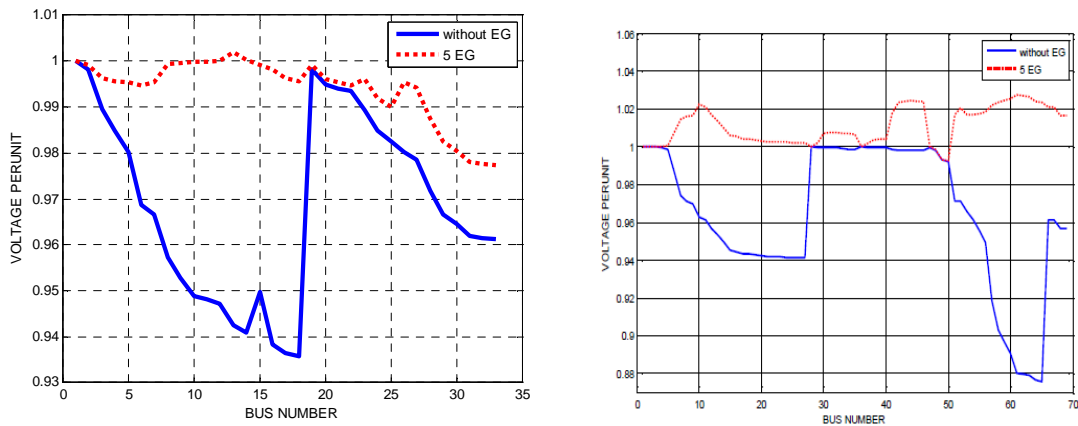 1.01
1
0.99
0.98
0.97
0.96
0.95
0.94
0.93
0 5 10 15 20 25 30 35
VOLTAGE PERUNIT
BUS NUMBER
without EG
5 EG
1.06
1.04
1.02
1
0.98
0.96
0.94
0.92
0.9
0.88
0 10 20 30 40 50 60 70
VOLTAGE PERUNIT
BUS NUMBER
without EG
5 EG